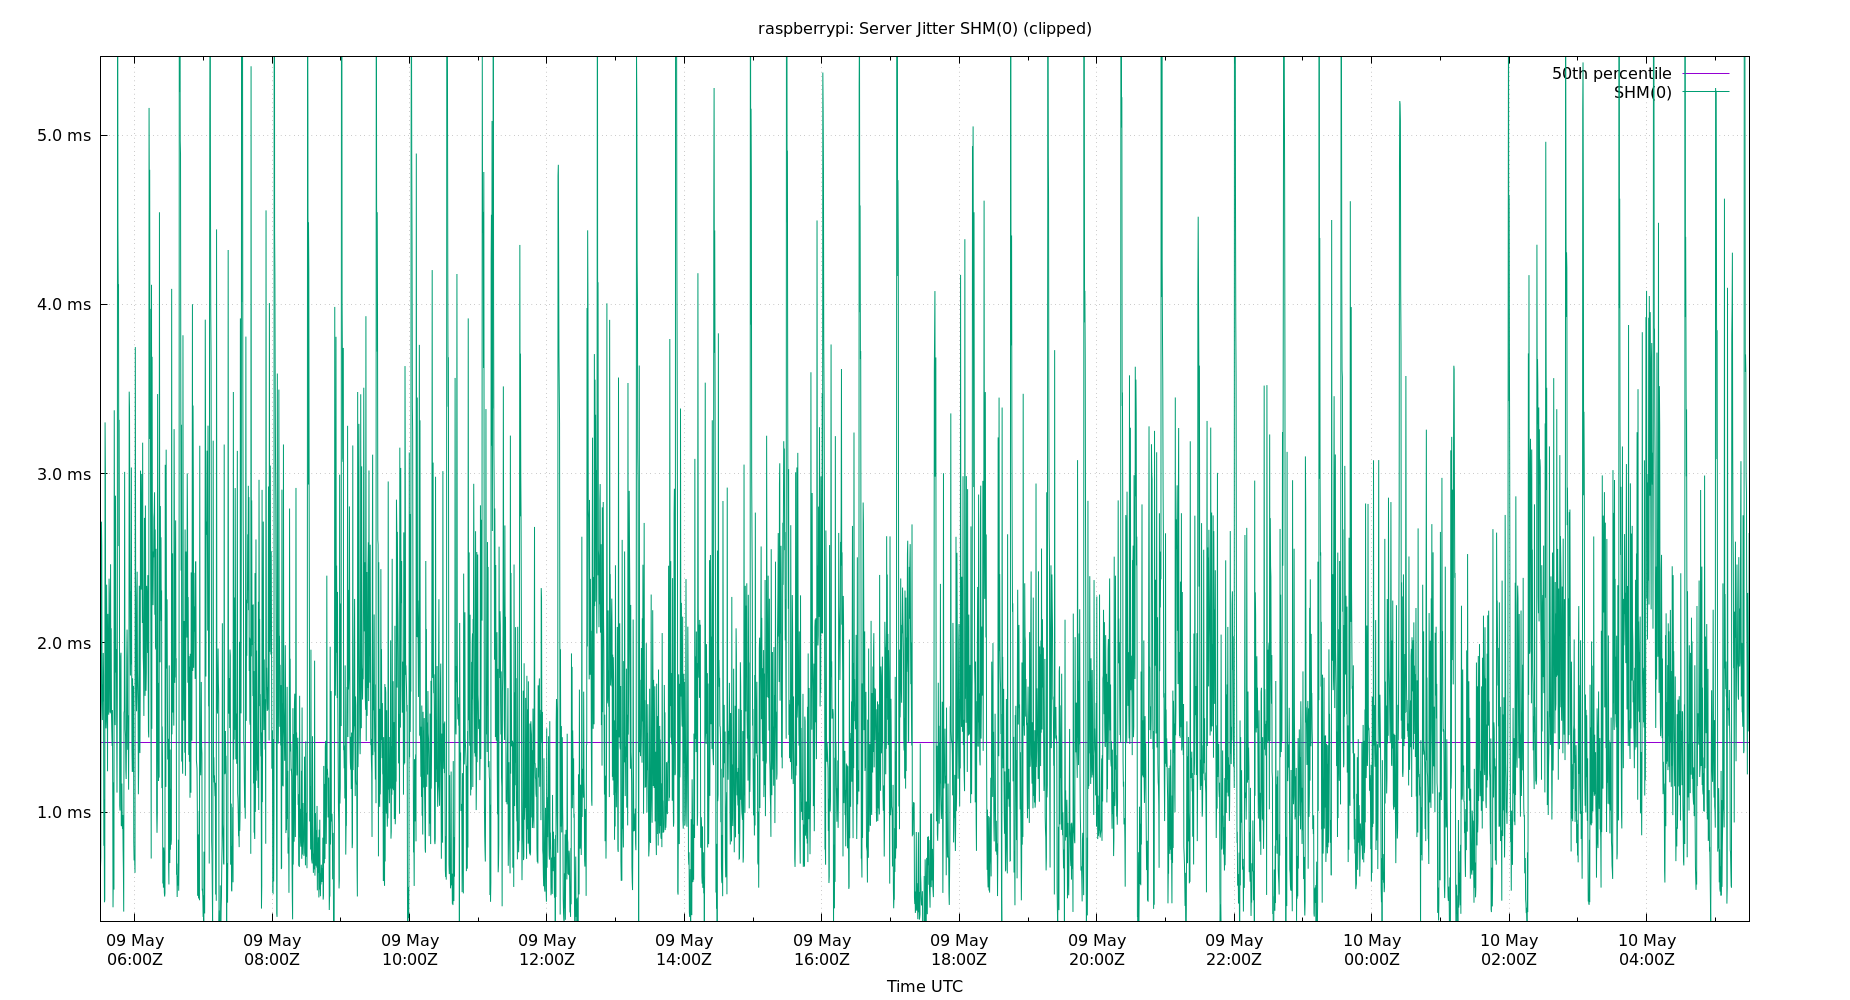 raspberrypi: Server Jitter SHM(0) (clipped)
50th percentile
SHM(0)
5.0 ms
4.0 ms
3.0 ms
2.0 ms
1.0 ms
09 May 09 May 09 May 09 May 09 May 09 May 09 May 09 May 09 May 10 May 10 May 10 May
06:00Z 08:00Z 10:00Z 12:00Z 14:00Z 16:00Z 18:00Z 20:00Z 22:00Z 00:00Z 02:00Z 04:00Z
Time UTC